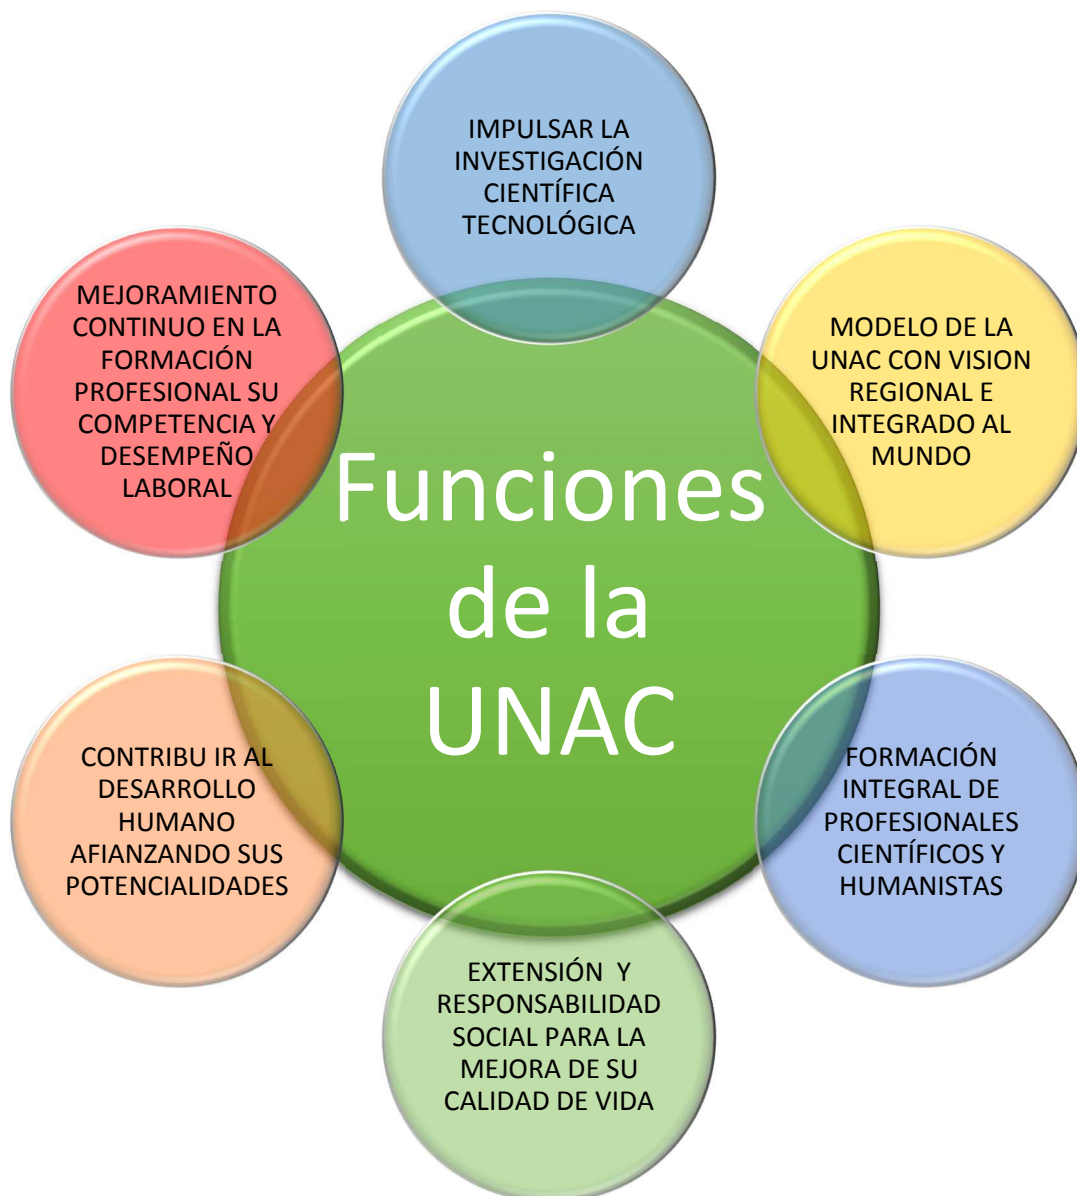 IMPULSAR LA
INVESTIGACIÓN
CIENTÍFICA
TECNOLÓGICA
MODELO DE LA
UNAC CON VISION
REGIONAL E
INTEGRADO AL
MUNDO
FORMACIÓN
INTEGRAL DE
PROFESIONALES
CIENTÍFICOS Y
HUMANISTAS
EXTENSIÓN  Y
RESPONSABILIDAD
SOCIAL PARA LA
MEJORA DE SU
CALIDAD DE VIDA
CONTRIBU IR AL
DESARROLLO
HUMANO
AFIANZANDO SUS
POTENCIALIDADES
MEJORAMIENTO
CONTINUO EN LA
FORMACIÓN
PROFESIONAL SU
COMPETENCIA Y
DESEMPEÑO
LABORAL
Funciones
de la
UNAC